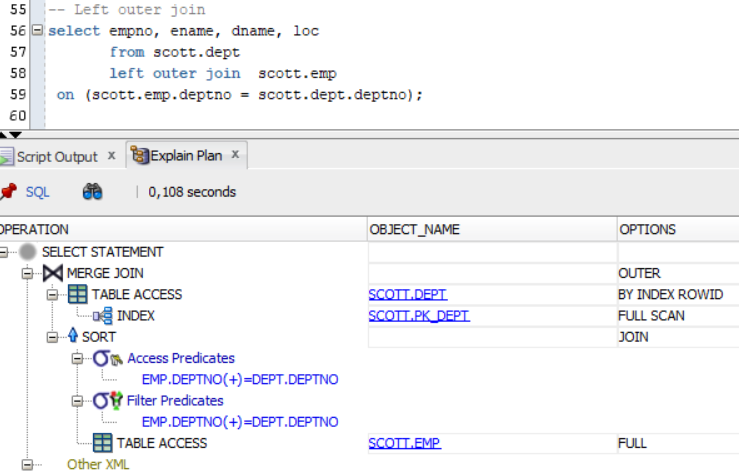 55 -- Left outer join
56 select empno, ename, dname, loc
57 from scott.dept
58 left outer join  scott.emp
59 on (scott.emp.deptno = scott.dept.deptno);
60
Script Output x Explain Plan x
SQL 0,108 seconds
OPERATION OBJECT_NAME OPTIONS
SELECT STATEMENT
MERGE JOIN OUTER
TABLE ACCESS SCOTT.DEPT BY INDEX ROWID
INDEX SCOTT.PK_DEPT FULL SCAN
SORT JOIN
Access Predicates
EMP.DEPTNO(+)=DEPT.DEPTNO
Filter Predicates
EMP.DEPTNO(+)=DEPT.DEPTNO
TABLE ACCESS SCOTT.EMP FULL
Other XML